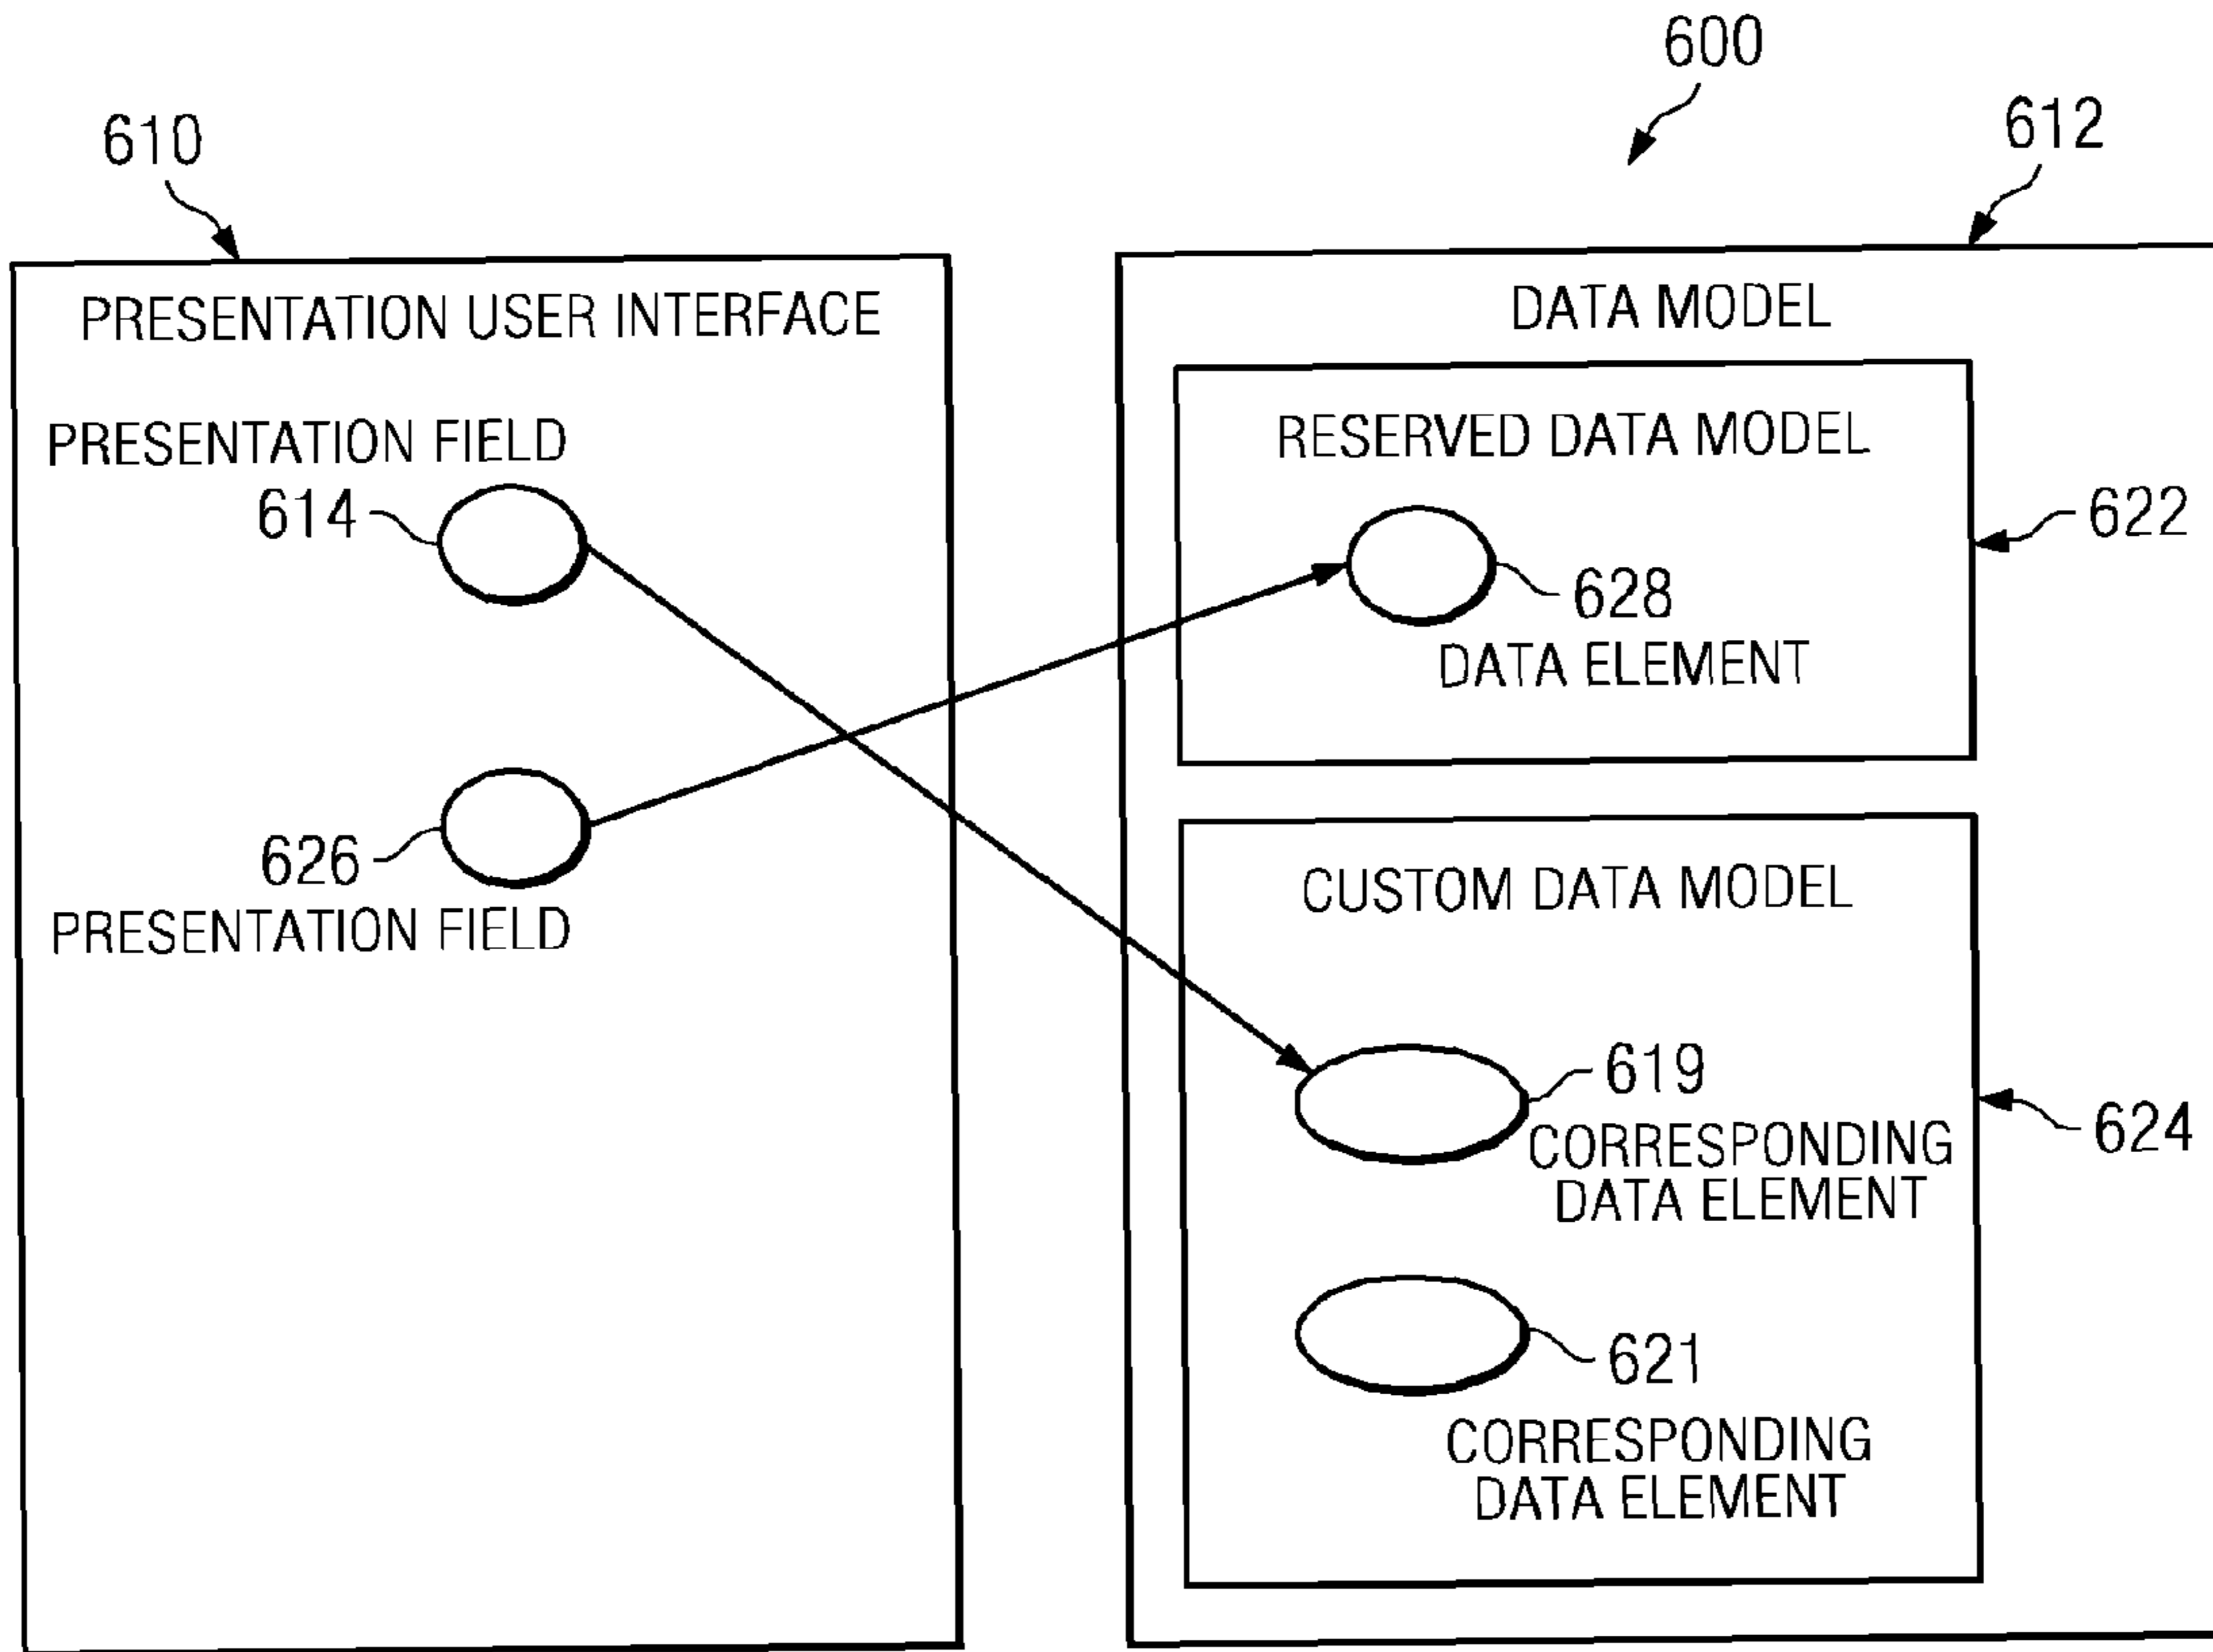 600
610
612
PRESENTATION USER INTERFACE
PRESENTATION FIELD
614
626
PRESENTATION FIELD
DATA MODEL
RESERVED DATA MODEL
622
628
DATA ELEMENT
CUSTOM DATA MODEL
619
CORRESPONDING
DATA ELEMENT
624
621
CORRESPONDING
DATA ELEMENT